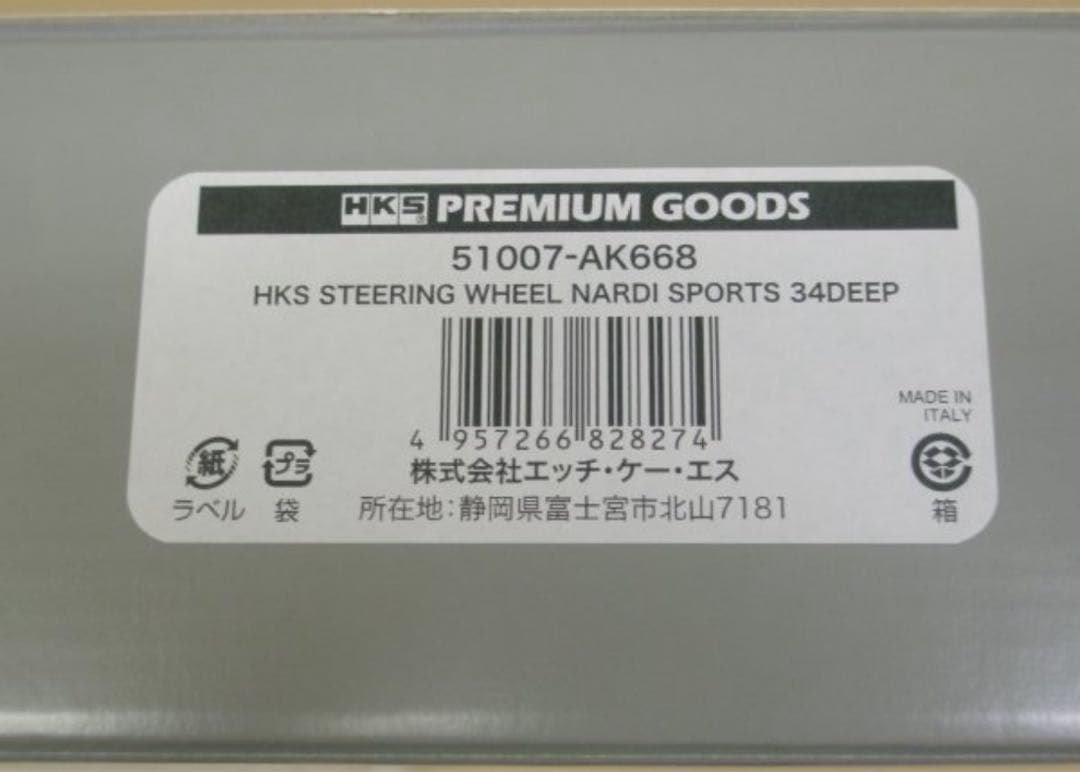 HKS PREMIUM GOODS
51007-AK668
HKS STEERING WHEEL NARDI SPORTS 34DEEP
MADE IN
ITALY
4 957266 828274
紙 プラ
株式会社エッチ・ケー・エス
ラベル 袋 所在地:静岡県富士宮市北山7181 箱